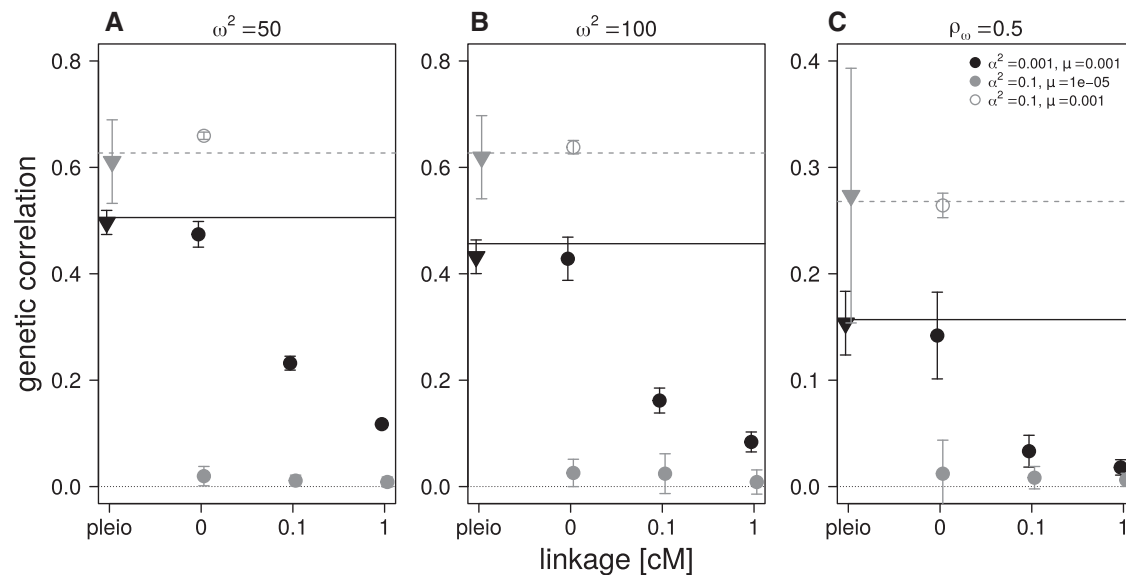 A
ω² =50
0.8
0.6
0.4
0.2
0.0
pleio
0
0.1
1
genetic correlation
B
ω² =100
0.8
0.6
0.4
0.2
0.0
pleio
0
0.1
1
linkage [cM]
C
ρω =0.5
α² =0.001, μ =0.001
α² =0.1, μ =1e−05
α² =0.1, μ =0.001
0.4
0.3
0.2
0.1
0.0
pleio
0
0.1
1